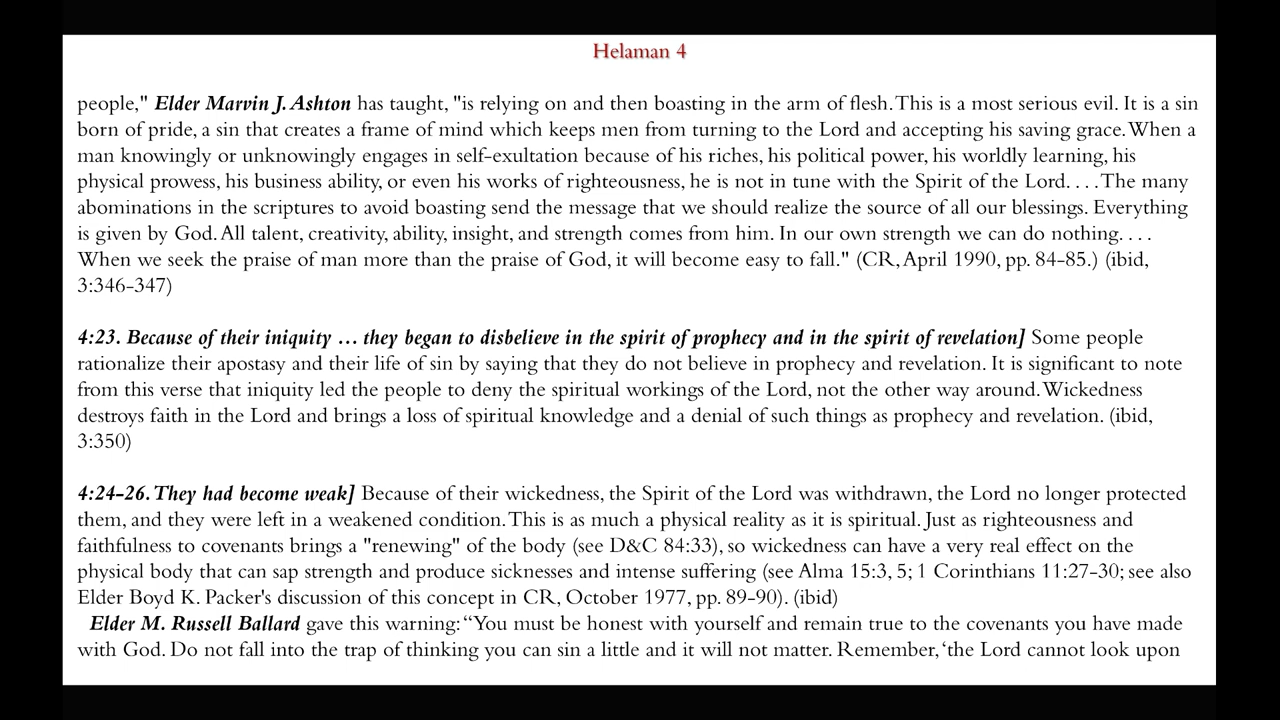 Helaman 4
people," Elder Marvin J. Ashton has taught, "is relying on and then boasting in the arm of flesh. This is a most serious evil. It is a sin
born of pride, a sin that creates a frame of mind which keeps men from turning to the Lord and accepting his saving grace. When a
man knowingly or unknowingly engages in self-exultation because of his riches, his political power, his worldly learning, his
physical prowess, his business ability, or even his works of righteousness, he is not in tune with the Spirit of the Lord. . . . The many
abominations in the scriptures to avoid boasting send the message that we should realize the source of all our blessings. Everything
is given by God. All talent, creativity, ability, insight, and strength comes from him. In our own strength we can do nothing. . . .
When we seek the praise of man more than the praise of God, it will become easy to fall." (CR, April 1990, pp. 84-85.) (ibid,
3:346-347)
4:23. Because of their iniquity … they began to disbelieve in the spirit of prophecy and in the spirit of revelation] Some people
rationalize their apostasy and their life of sin by saying that they do not believe in prophecy and revelation. It is significant to note
from this verse that iniquity led the people to deny the spiritual workings of the Lord, not the other way around. Wickedness
destroys faith in the Lord and brings a loss of spiritual knowledge and a denial of such things as prophecy and revelation. (ibid,
3:350)
4:24-26. They had become weak] Because of their wickedness, the Spirit of the Lord was withdrawn, the Lord no longer protected
them, and they were left in a weakened condition. This is as much a physical reality as it is spiritual. Just as righteousness and
faithfulness to covenants brings a "renewing" of the body (see D&C 84:33), so wickedness can have a very real effect on the
physical body that can sap strength and produce sicknesses and intense suffering (see Alma 15:3, 5; 1 Corinthians 11:27-30; see also
Elder Boyd K. Packer's discussion of this concept in CR, October 1977, pp. 89-90). (ibid)
Elder M. Russell Ballard gave this warning: “You must be honest with yourself and remain true to the covenants you have made
with God. Do not fall into the trap of thinking you can sin a little and it will not matter. Remember, ‘the Lord cannot look upon